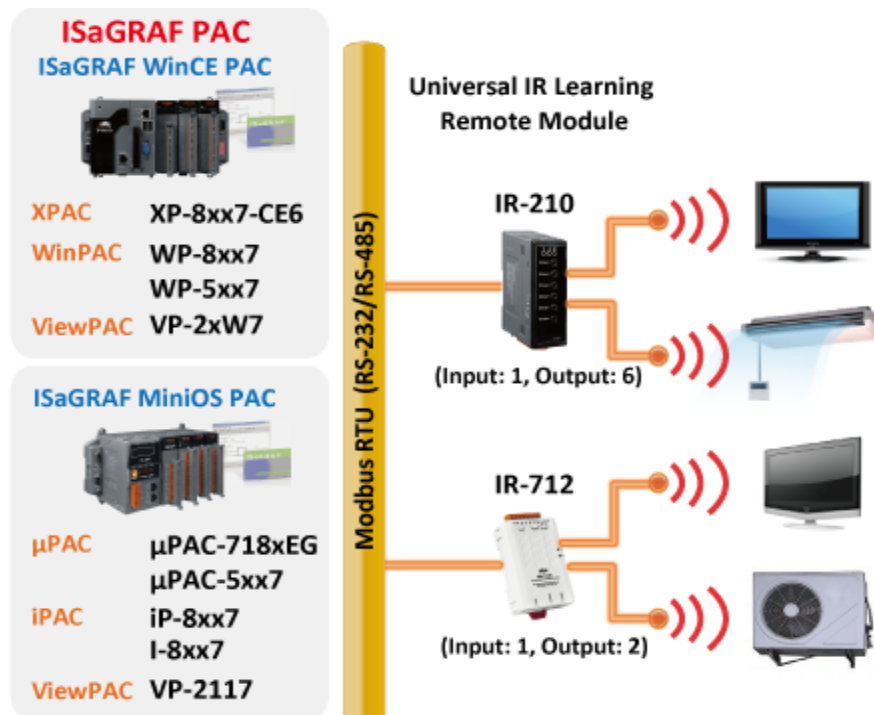 ISaGRAF PAC
ISaGRAF WinCE PAC
XPAC XP-8xx7-CE6
WinPAC WP-8xx7
WP-5xx7
ViewPAC VP-2xW7
ISaGRAF MiniOS PAC
µPAC µPAC-718xEG
µPAC-5xx7
iPAC iP-8xx7
I-8xx7
ViewPAC VP-2117
Modbus RTU (RS-232/RS-485)
Universal IR Learning
Remote Module
IR-210
(Input: 1, Output: 6)
IR-712
(Input: 1, Output: 2)